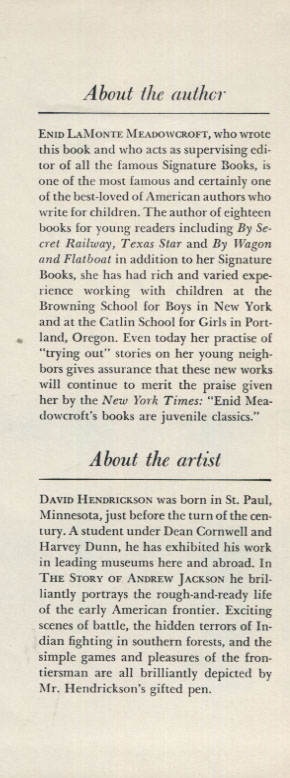 About the author
ENID LAMONTE MEADOWCROFT, who wrote
this book and who acts as supervising edi-
tor of all the famous Signature Books, is
one of the most famous and certainly one
of the best-loved of American authors who
write for children. The author of eighteen
books for young readers including By Se-
cret Railway, Texas Star and By Wagon
and Flatboat in addition to her Signature
Books, she has had rich and varied expe-
rience working with children at the
Browning School for Boys in New York
and at the Catlin School for Girls in Port-
land, Oregon. Even today her practise of
"trying out" stories on her young neigh-
bors gives assurance that these new works
will continue to merit the praise given
her by the New York Times: "Enid Mea-
dowcroft's books are juvenile classics."
About the artist
DAVID HENDRICKSON was born in St. Paul,
Minnesota, just before the turn of the cen-
tury. A student under Dean Cornwell and
Harvey Dunn, he has exhibited his work
in leading museums here and abroad. In
THE STORY OF ANDREW JACKSON he bril-
liantly portrays the rough-and-ready life
of the early American frontier. Exciting
scenes of battle, the hidden terrors of In-
dian fighting in southern forests, and the
simple games and pleasures of the fron-
tiersman are all brilliantly depicted by
Mr. Hendrickson's gifted pen.